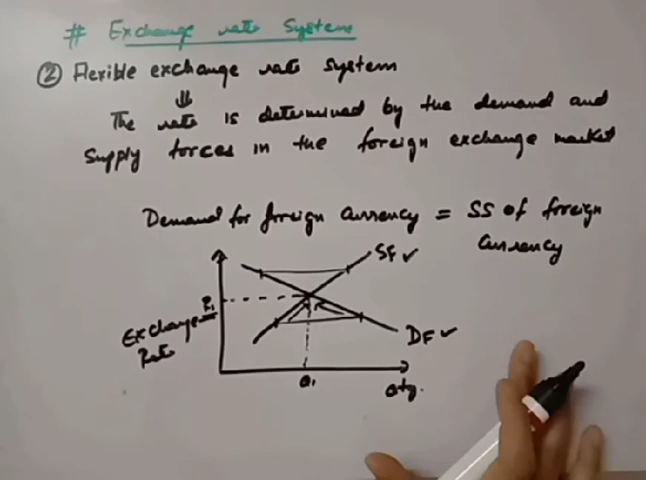 # Exchange rate System
② Flexible exchange rate system
⇓
The rate is determined by the demand and
supply forces in the foreign exchange market
Demand for foreign currency = SS of foreign
currency
SF ✓
R₁
Exchange
Rate
DF ✓
Q₁
Qty.